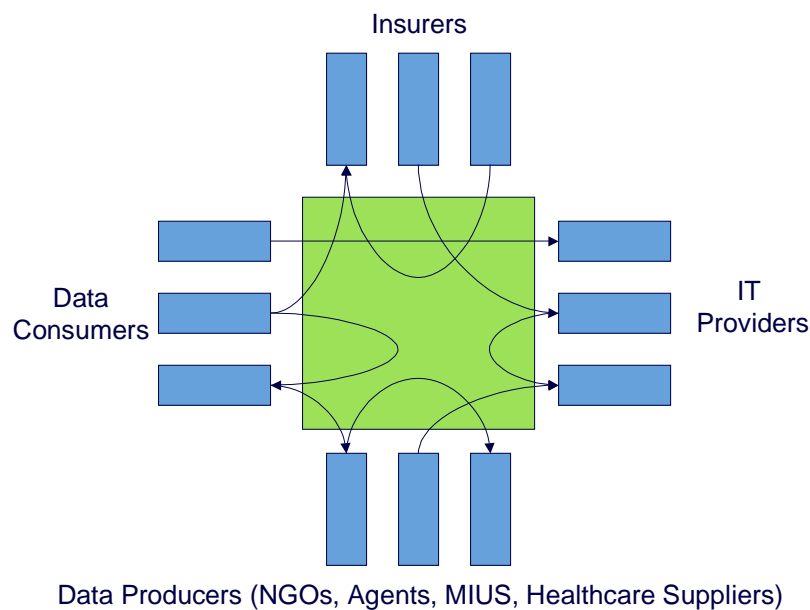 Insurers
Data
Consumers
IT
Providers
Data Producers (NGOs, Agents, MIUS, Healthcare Suppliers)